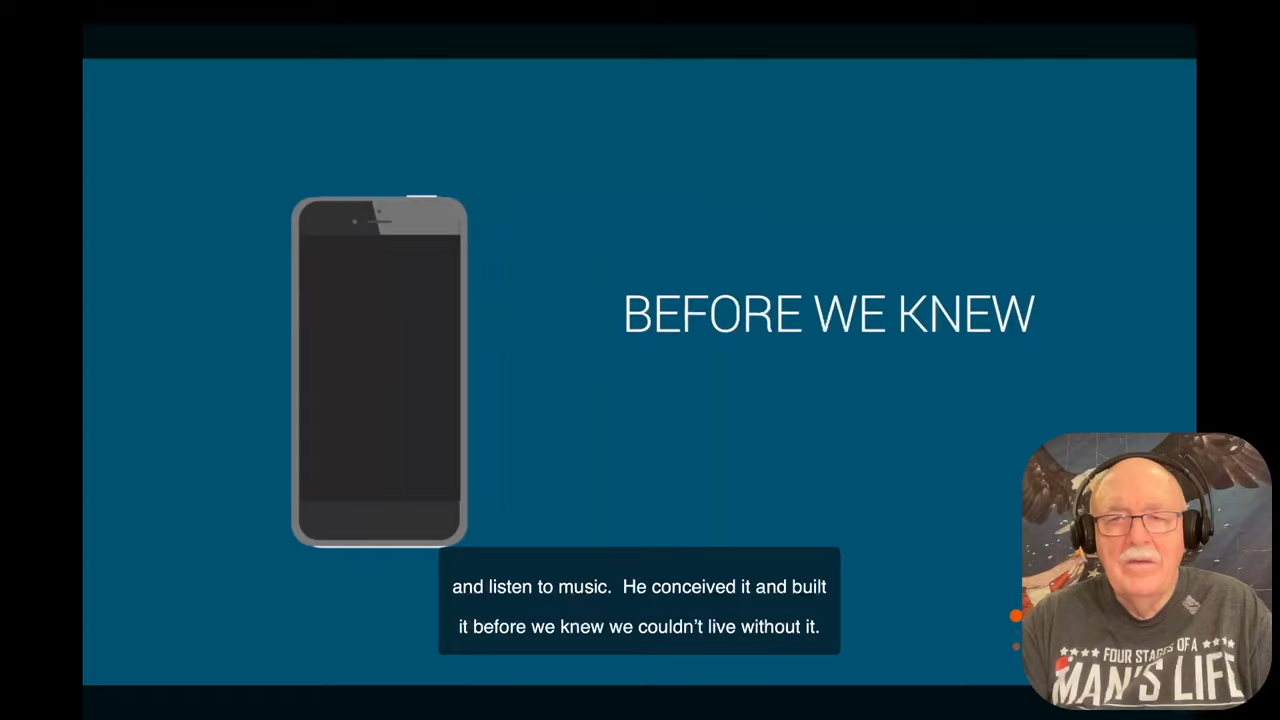 BEFORE WE KNEW
and listen to music.  He conceived it and built
it before we knew we couldn’t live without it.
★★★★ FOUR STAGES OF A ★★★★
MAN'S LIFE